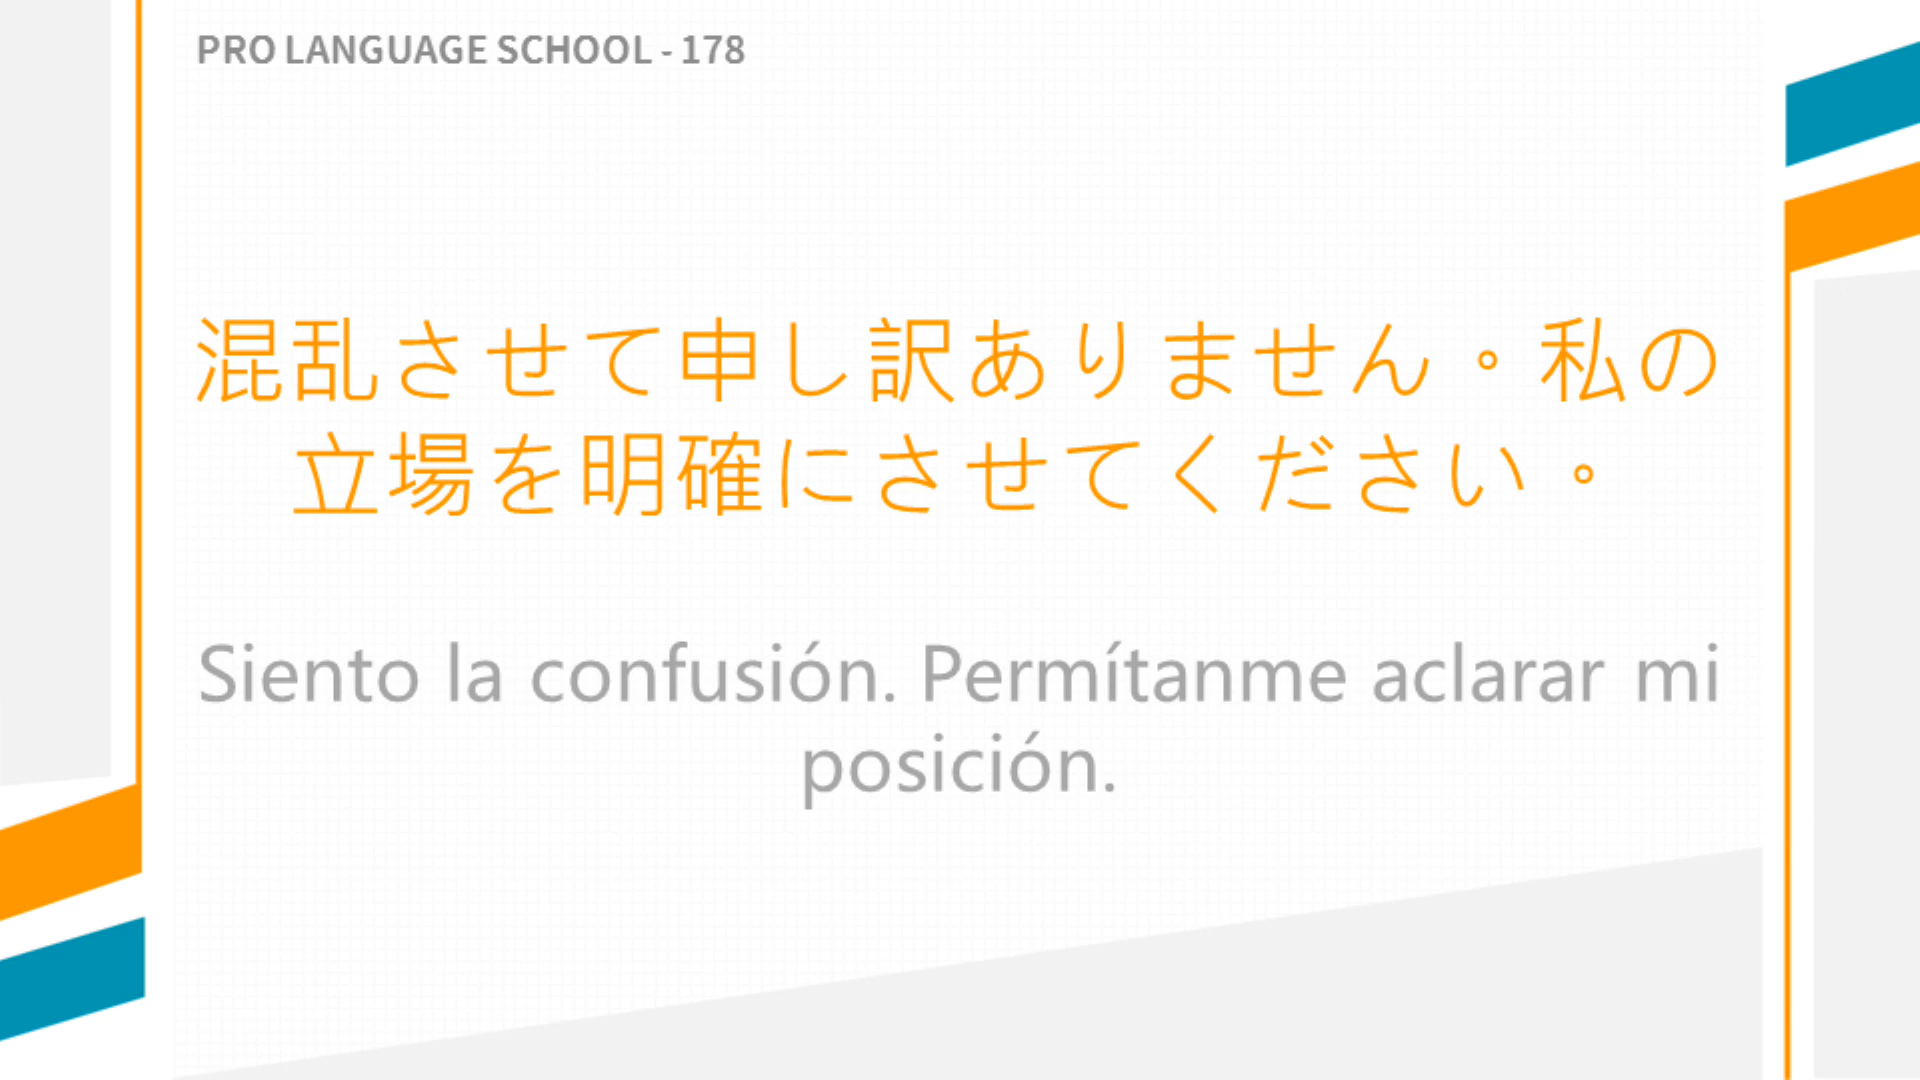 PRO LANGUAGE SCHOOL - 178
混乱させて申し訳ありません。私の
立場を明確にさせてください。
Siento la confusión. Permítanme aclarar mi
posición.